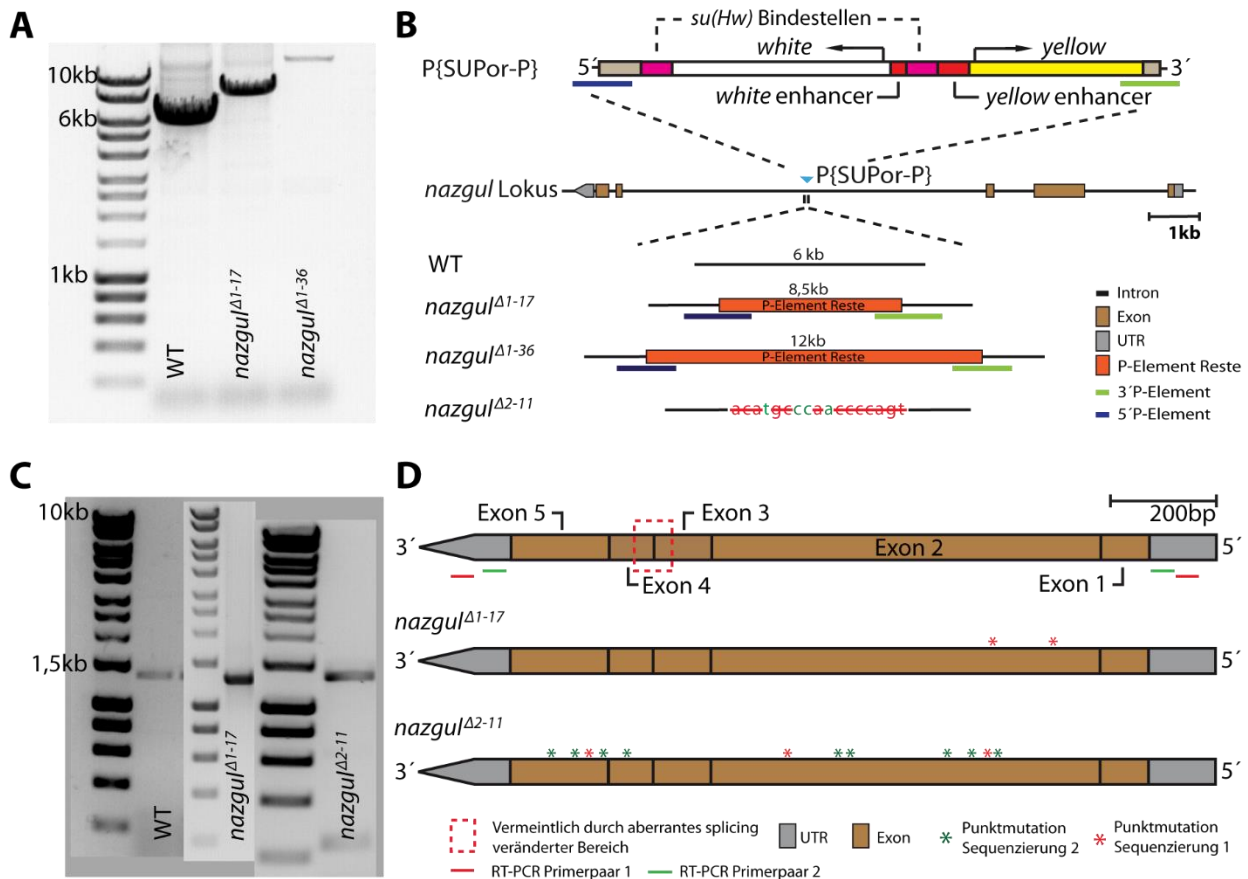 A
10kb
6kb
1kb
WT
nazgulΔ1-17
nazgulΔ1-36
B
su(Hw) Bindestellen
white
yellow
P{SUPor-P}
5´
3´
white enhancer
yellow enhancer
P{SUPor-P}
nazgul Lokus
1kb
WT
6 kb
nazgulΔ1-17
8,5kb
P-Element Reste
nazgulΔ1-36
12kb
P-Element Reste
nazgulΔ2-11
acatgcccaaccccagt
Intron
Exon
UTR
P-Element Reste
3´P-Element
5´P-Element
C
10kb
1,5kb
WT
nazgulΔ1-17
nazgulΔ2-11
D
200bp
Exon 5
Exon 3
3´
Exon 2
5´
Exon 4
Exon 1
nazgulΔ1-17
* *
3´
5´
nazgulΔ2-11
* * * * * * * * * * * *
3´
5´
Vermeintlich durch aberrantes splicing
veränderter Bereich
UTR
Exon
* Punktmutation
Sequenzierung 2
* Punktmutation
Sequenzierung 1
RT-PCR Primerpaar 1
RT-PCR Primerpaar 2